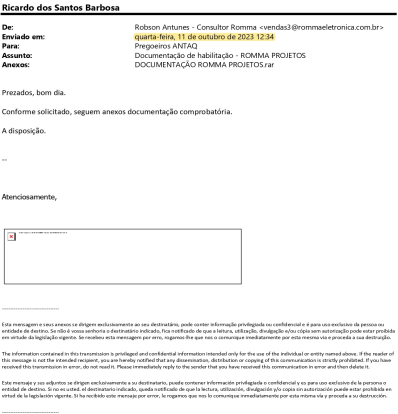 Ricardo dos Santos Barbosa
De: Robson Antunes - Consultor Romma <vendas3@rommaeletronica.com.br>
Enviado em: quarta-feira, 11 de outubro de 2023 12:34
Para: Pregoeiros ANTAQ
Assunto: Documentação de habilitação - ROMMA PROJETOS
Anexos: DOCUMENTAÇÃO ROMMA PROJETOS.rar
Prezados, bom dia.
Conforme solicitado, seguem anexos documentação comprobatória.
A disposição.
--
Atenciosamente,
Esta mensagem e seus anexos se dirigem exclusivamente ao seu destinatário, pode conter informação privilegiada ou confidencial e é para uso exclusivo da pessoa ou
entidade de destino. Se não é vossa senhoria o destinatário indicado, fica notificado de que a leitura, utilização, divulgação e/ou cópia sem autorização pode estar proibida
em virtude da legislação vigente. Se recebeu esta mensagem por erro, rogamos lhe que nos o comunique imediatamente por esta mesma via e proceda a sua destruição.
The information contained in this transmission is privileged and confidential information intended only for the use of the individual or entity named above. If the reader of
this message is not the intended recipient, you are hereby notified that any dissemination, distribution or copying of this communication is strictly prohibited. If you have
received this transmission in error, do not read it. Please immediately reply to the sender that you have received this communication in error and then delete it.
Este mensaje y sus adjuntos se dirigen exclusivamente a su destinatario, puede contener información privilegiada o confidencial y es para uso exclusivo de la persona o
entidad de destino. Si no es usted. el destinatario indicado, queda notificado de que la lectura, utilización, divulgación y/o copia sin autorización puede estar prohibida en
virtud de la legislación vigente. Si ha recibido este mensaje por error, le rogamos que nos lo comunique inmediatamente por esta misma vía y proceda a su destrucción.